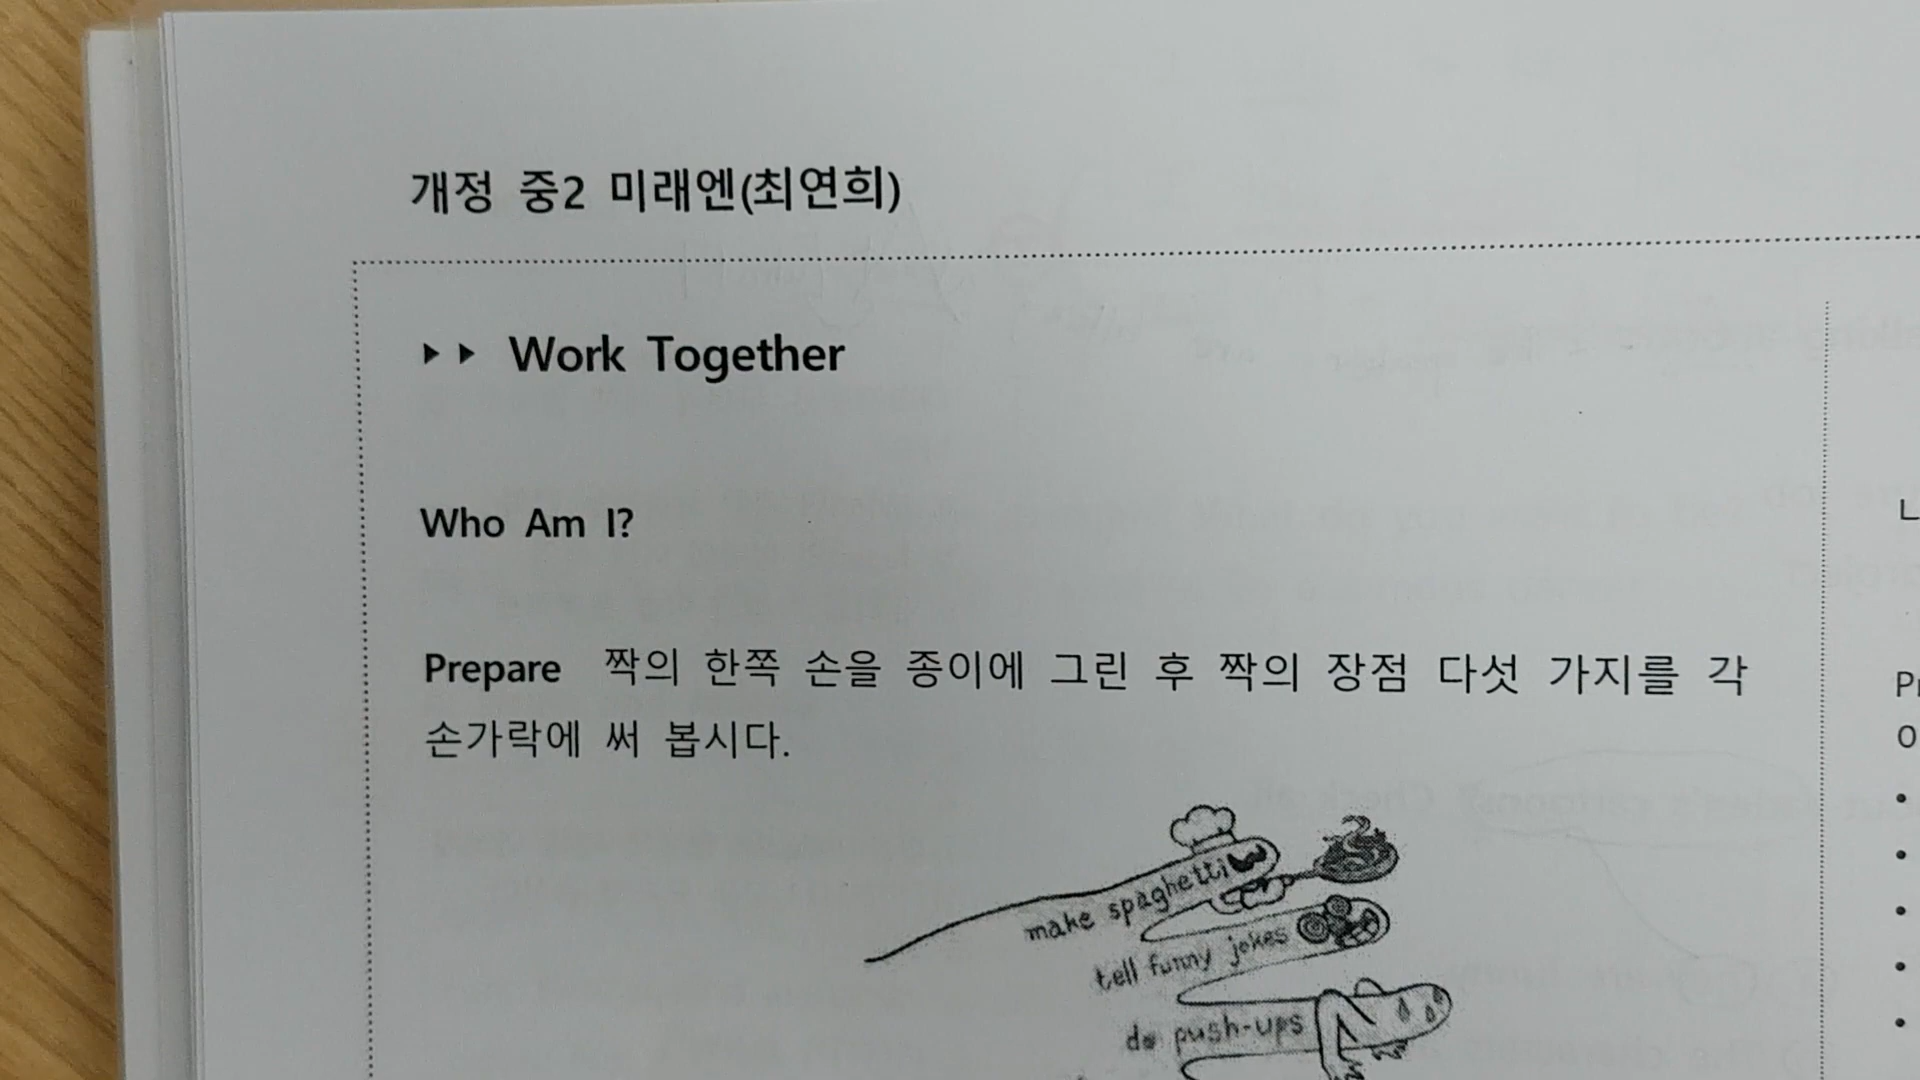 개정 중2 미래엔(최연희)
▶▶ Work Together
Who Am I?
Prepare 짝의 한쪽 손을 종이에 그린 후 짝의 장점 다섯 가지를 각
손가락에 써 봅시다.
make spaghetti
tell funny jokes
do push-ups